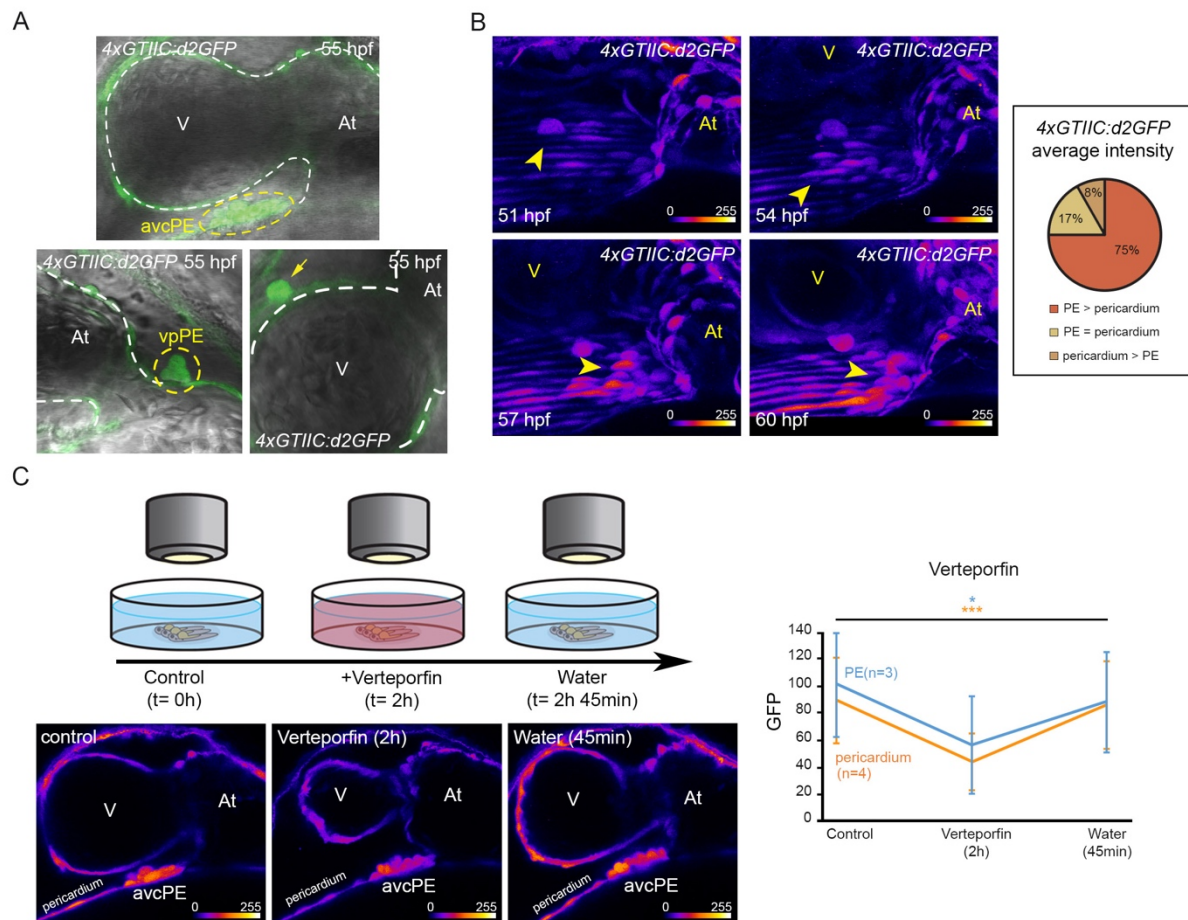 A
4xGTIIC:d2GFP 55 hpf
V
At
avcPE
4xGTIIC:d2GFP 55 hpf
At
vpPE
55 hpf
At
V
4xGTIIC:d2GFP
B
4xGTIIC:d2GFP
At
51 hpf
0 255
4xGTIIC:d2GFP
V
At
54 hpf
0 255
4xGTIIC:d2GFP
V
At
57 hpf
0 255
4xGTIIC:d2GFP
V
At
60 hpf
0 255
4xGTIIC:d2GFP
average intensity
8%
17%
75%
PE > pericardium
PE = pericardium
pericardium > PE
C
Control
(t= 0h)
+Verteporfin
(t= 2h)
Water
(t= 2h 45min)
control
V
At
pericardium
avcPE
0 255
Verteporfin (2h)
V
At
pericardium
avcPE
0 255
Water (45min)
V
At
pericardium
avcPE
0 255
Verteporfin
*
***
140
120
100
80
60
40
20
0
GFP
PE(n=3)
pericardium
(n=4)
Control
Verteporfin
(2h)
Water
(45min)